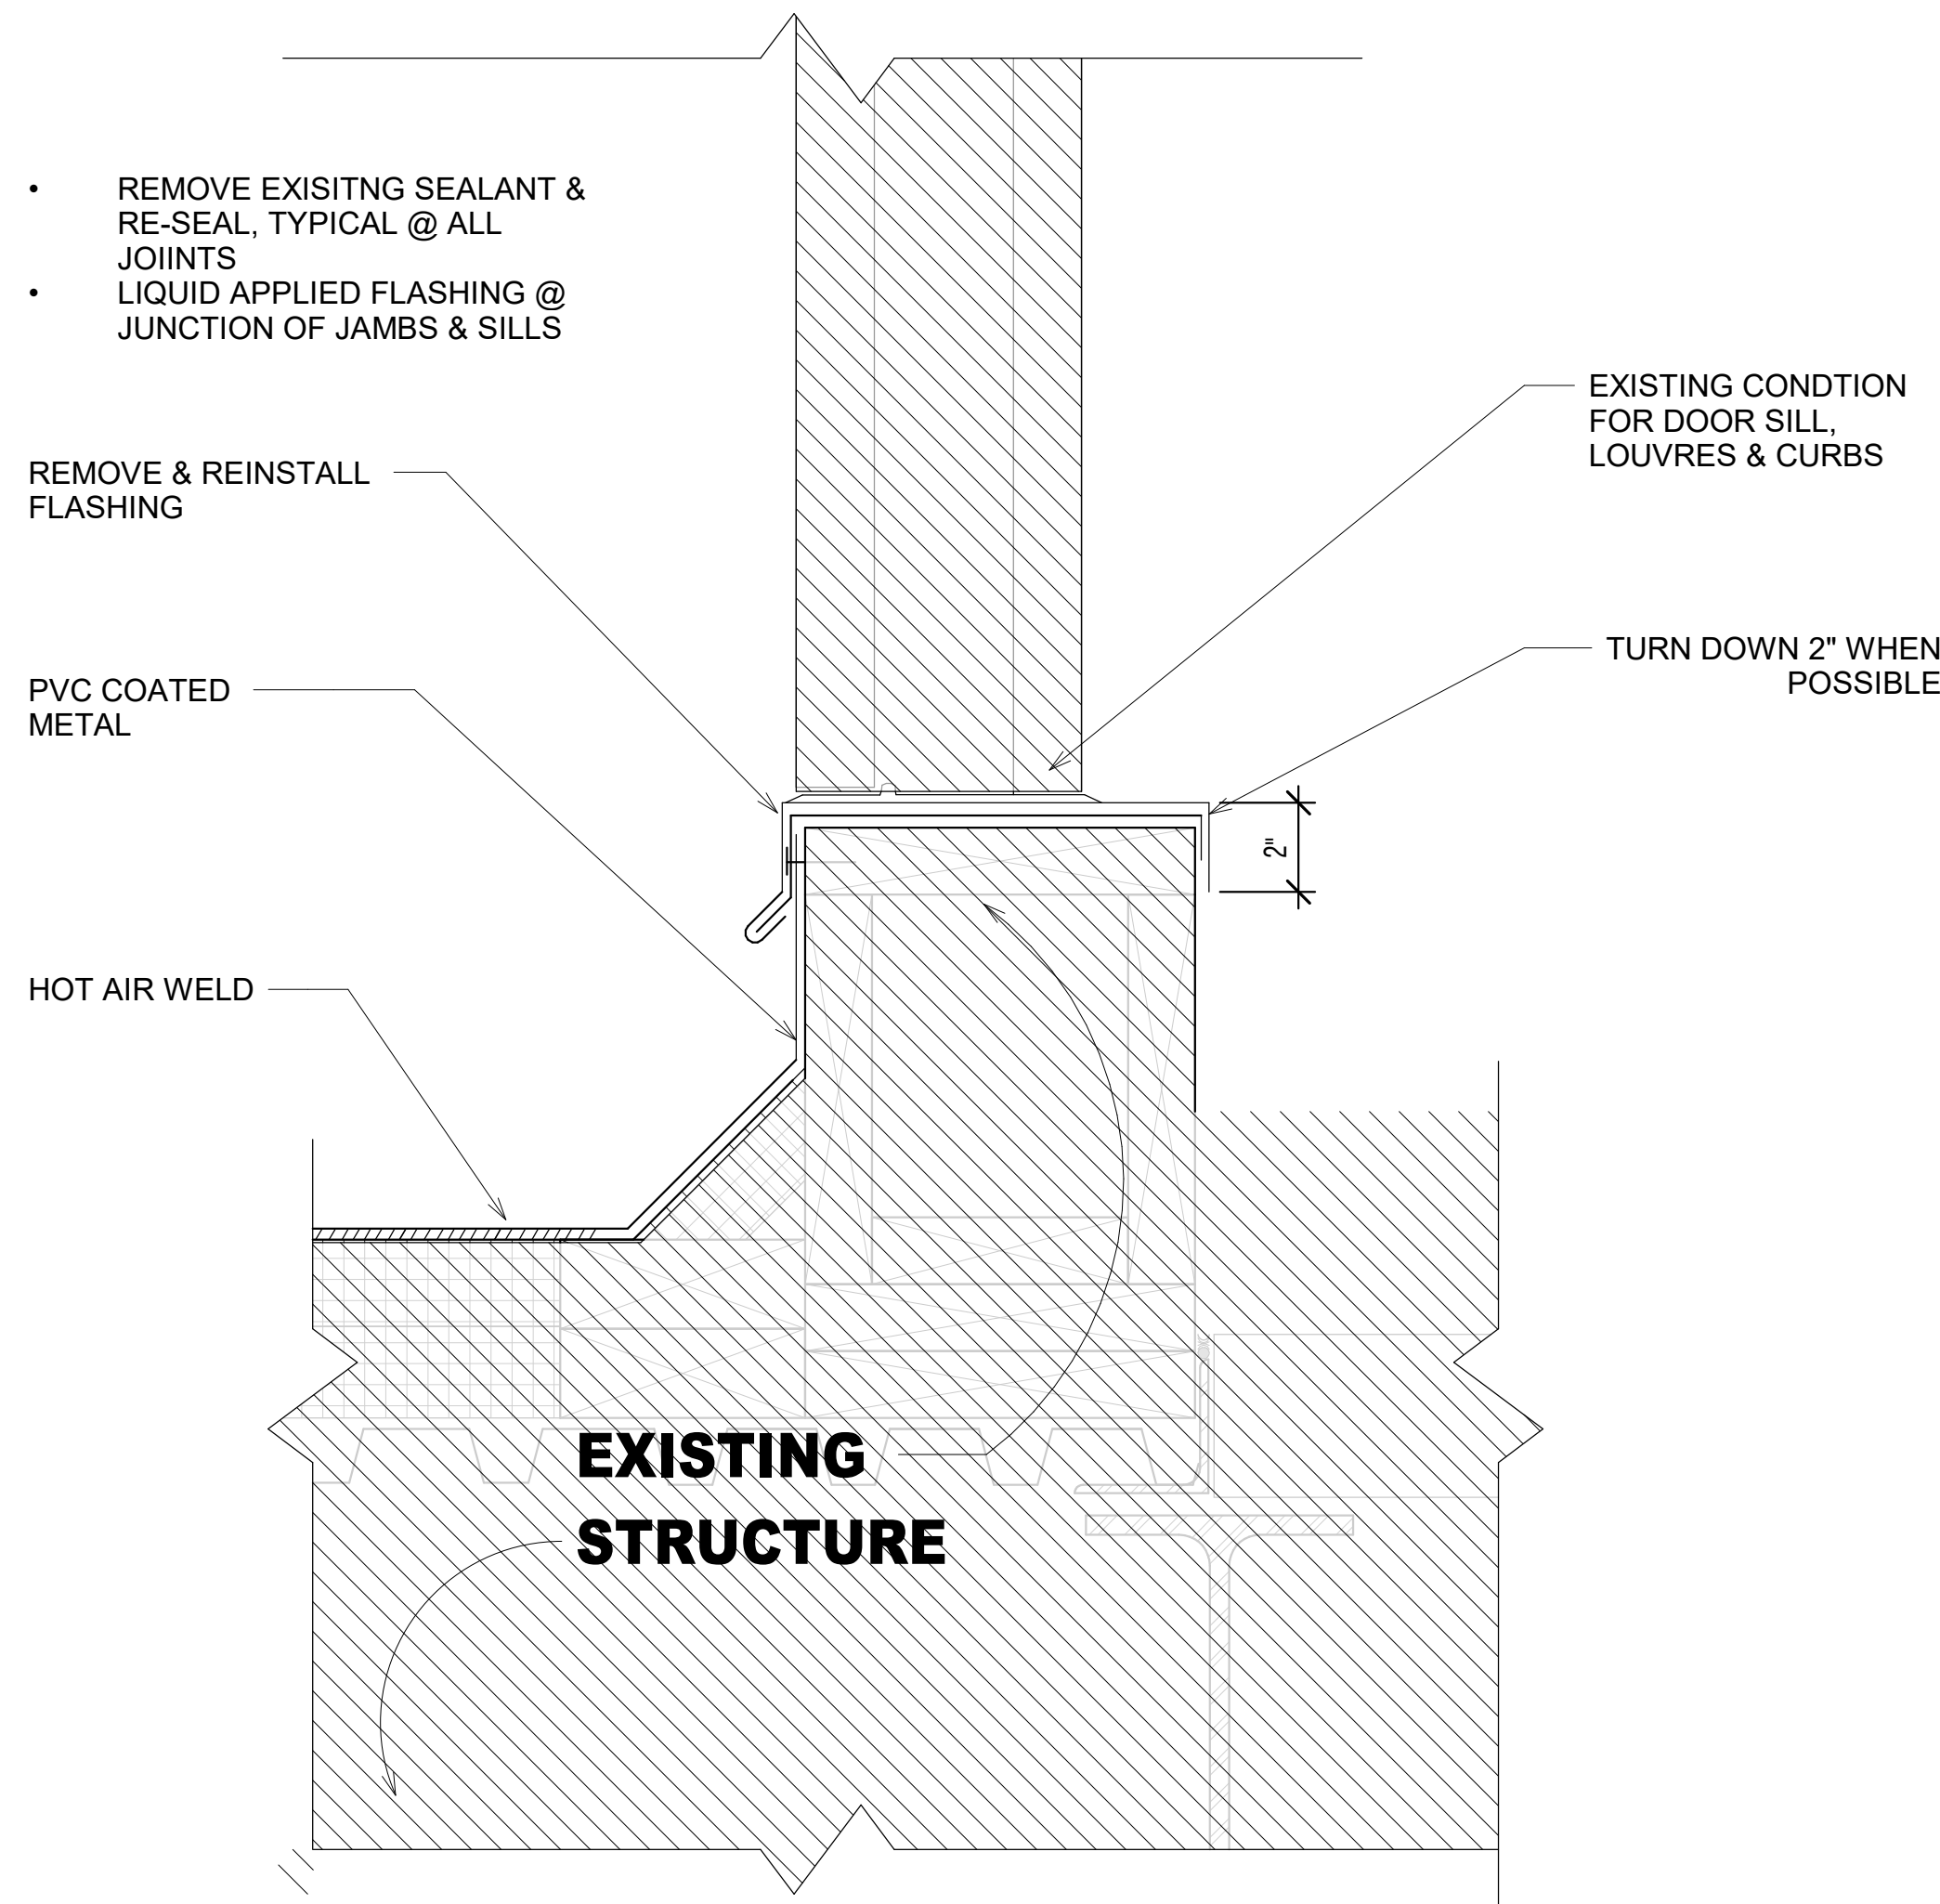 • REMOVE EXISITNG SEALANT &
RE-SEAL, TYPICAL @ ALL
JOIINTS
• LIQUID APPLIED FLASHING @
JUNCTION OF JAMBS & SILLS
EXISTING CONDTION
FOR DOOR SILL,
LOUVRES & CURBS
REMOVE & REINSTALL
FLASHING
TURN DOWN 2" WHEN
POSSIBLE
PVC COATED
METAL
2"
HOT AIR WELD
EXISTING
STRUCTURE